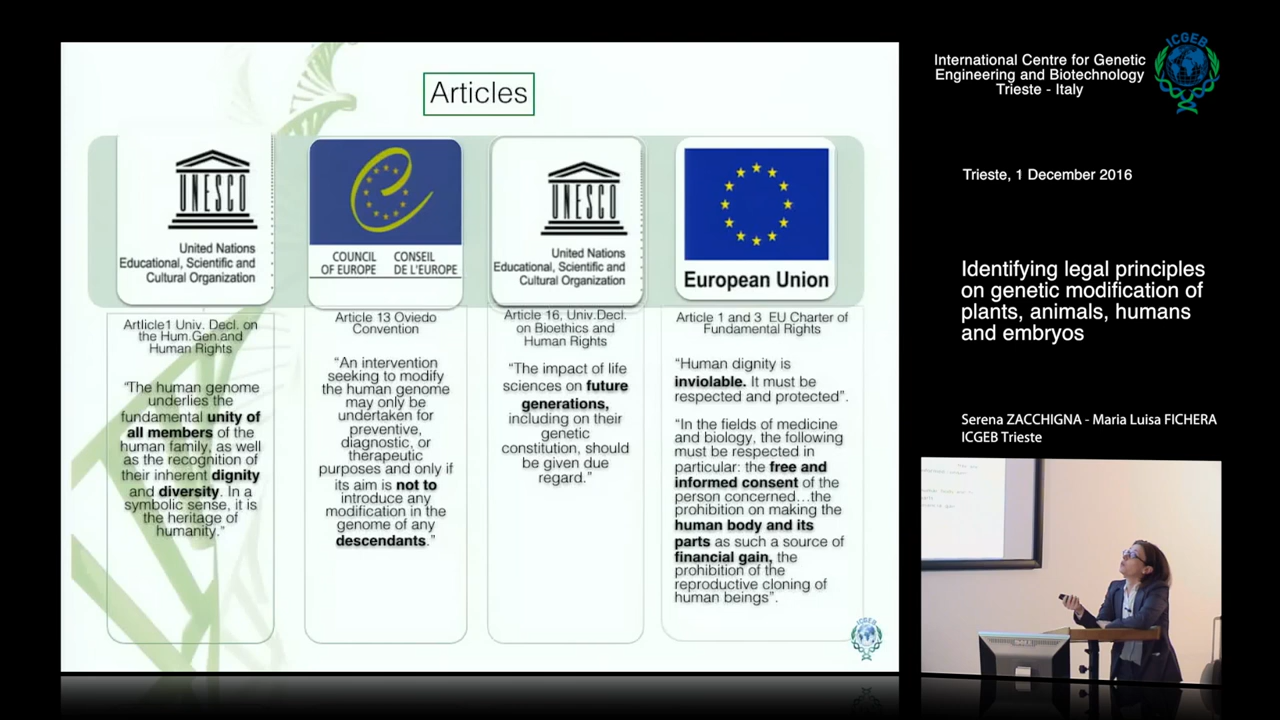 Articles
UNESCO
United Nations
Educational, Scientific and
Cultural Organization
Artlicle1 Univ. Decl. on
the Hum.Gen.and
Human Rights
“The human genome
underlies the
fundamental unity of
all members of the
human family, as well
as the recognition of
their inherent dignity
and diversity. In a
symbolic sense, it is
the heritage of
humanity.”
COUNCIL CONSEIL
OF EUROPE DE L'EUROPE
Article 13 Oviedo
Convention
“An intervention
seeking to modify
the human genome
may only be
undertaken for
preventive,
diagnostic, or
therapeutic
purposes and only if
its aim is not to
introduce any
modification in the
genome of any
descendants.”
UNESCO
United Nations
Educational, Scientific and
Cultural Organization
Article 16, Univ.Decl.
on Bioethics and
Human Rights
“The impact of life
sciences on future
generations,
including on their
genetic
constitution, should
be given due
regard.”
European Union
Article 1 and 3 EU Charter of
Fundamental Rights
“Human dignity is
inviolable. It must be
respected and protected”.
“In the fields of medicine
and biology, the following
must be respected in
particular: the free and
informed consent of the
person concerned…the
prohibition on making the
human body and its
parts as such a source of
financial gain, the
prohibition of the
reproductive cloning of
human beings”.
ICGEB
International Centre for Genetic
Engineering and Biotechnology
Trieste - Italy
ICGEB
Trieste, 1 December 2016
Identifying legal principles
on genetic modification of
plants, animals, humans
and embryos
Serena ZACCHIGNA - Maria Luisa FICHERA
ICGEB Trieste